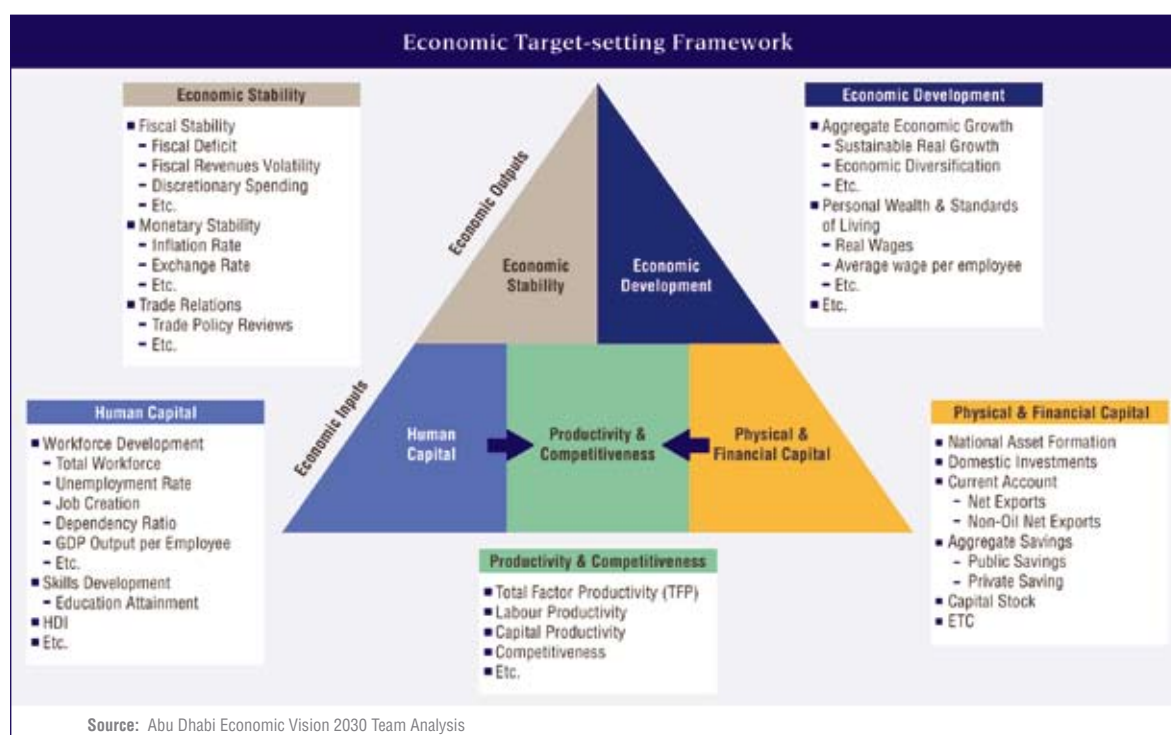 Economic Target-setting Framework
Economic Stability
▪ Fiscal Stability
– Fiscal Deficit
– Fiscal Revenues Volatility
– Discretionary Spending
– Etc.
▪ Monetary Stability
– Inflation Rate
– Exchange Rate
– Etc.
▪ Trade Relations
– Trade Policy Reviews
– Etc.
Economic Development
▪ Aggregate Economic Growth
– Sustainable Real Growth
– Economic Diversification
– Etc.
▪ Personal Wealth & Standards
of Living
– Real Wages
– Average wage per employee
– Etc.
▪ Etc.
Economic Outputs
Economic
Stability
Economic
Development
Economic Inputs
Human
Capital
Productivity &
Competitiveness
Physical &
Financial Capital
Human Capital
▪ Workforce Development
– Total Workforce
– Unemployment Rate
– Job Creation
– Dependency Ratio
– GDP Output per Employee
– Etc.
▪ Skills Development
– Education Attainment
▪ HDI
▪ Etc.
Productivity & Competitiveness
▪ Total Factor Productivity (TFP)
▪ Labour Productivity
▪ Capital Productivity
▪ Competitiveness
▪ Etc.
Physical & Financial Capital
▪ National Asset Formation
▪ Domestic Investments
▪ Current Account
– Net Exports
– Non-Oil Net Exports
▪ Aggregate Savings
– Public Savings
– Private Saving
▪ Capital Stock
▪ ETC
Source: Abu Dhabi Economic Vision 2030 Team Analysis